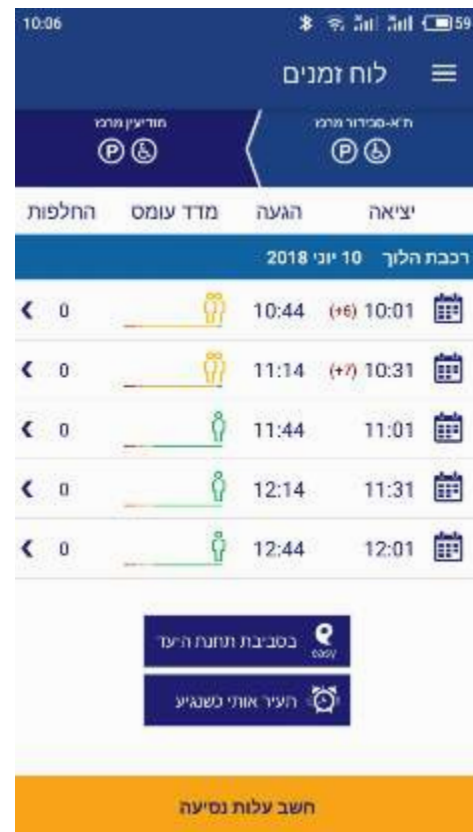 10:06 59
לוח זמנים
ת"א-סבידור מרכז
מודיעין מרכז
יציאה הגעה מדד עומס החלפות
רכבת הלוך 10 יוני 2018
10:01 (+6) 10:44 0
10:31 (+7) 11:14 0
11:01 11:44 0
11:31 12:14 0
12:01 12:44 0
easy בסביבת תחנת היעד
העיר אותי כשנגיע
חשב עלות נסיעה